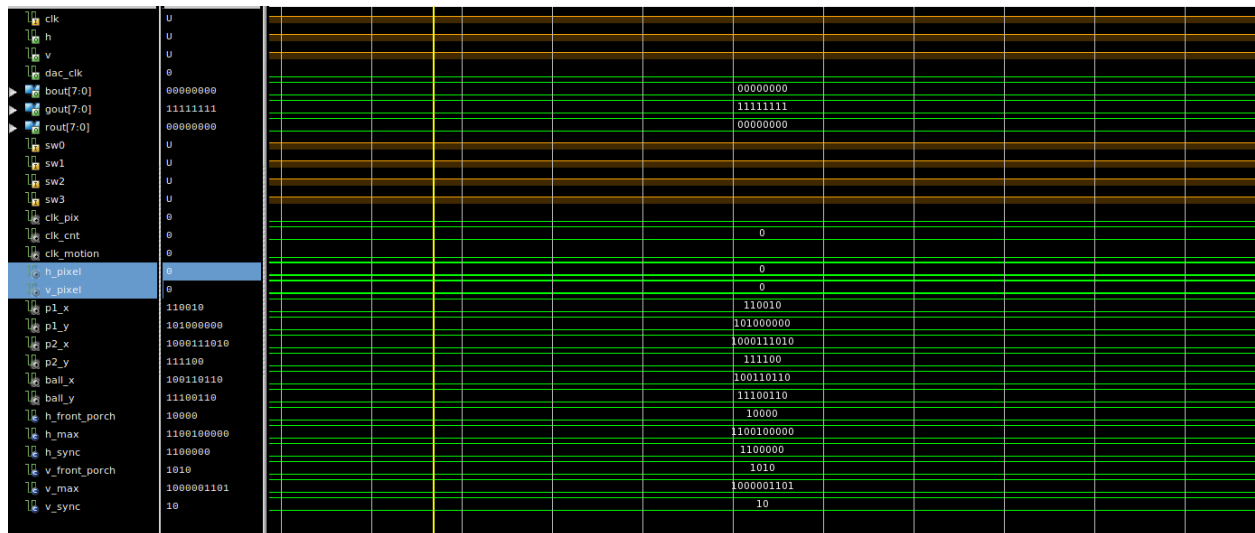 clk U
h U
v U
dac_clk 0
bout[7:0] 00000000 00000000
gout[7:0] 11111111 11111111
rout[7:0] 00000000 00000000
sw0 U
sw1 U
sw2 U
sw3 U
clk_pix 0
clk_cnt 0 0
clk_motion 0
h_pixel 0 0
v_pixel 0 0
p1_x 110010 110010
p1_y 101000000 101000000
p2_x 1000111010 1000111010
p2_y 111100 111100
ball_x 100110110 100110110
ball_y 11100110 11100110
h_front_porch 10000 10000
h_max 1100100000 1100100000
h_sync 1100000 1100000
v_front_porch 1010 1010
v_max 1000001101 1000001101
v_sync 10 10